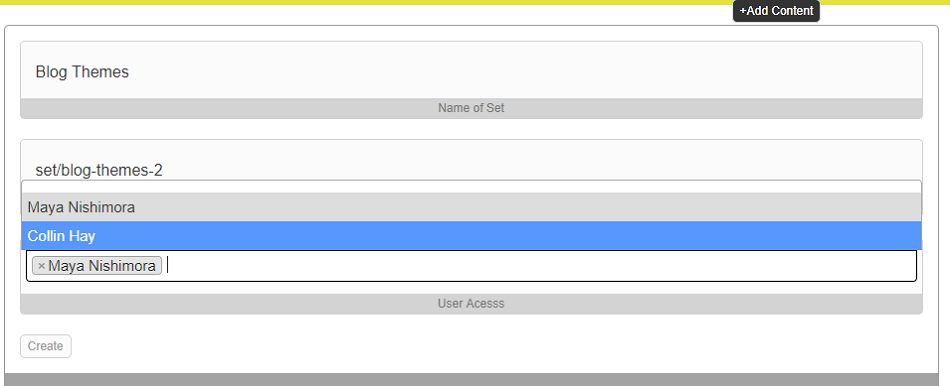 +Add Content
Blog Themes
Name of Set
set/blog-themes-2
Maya Nishimora
Collin Hay
× Maya Nishimora
User Acesss
Create